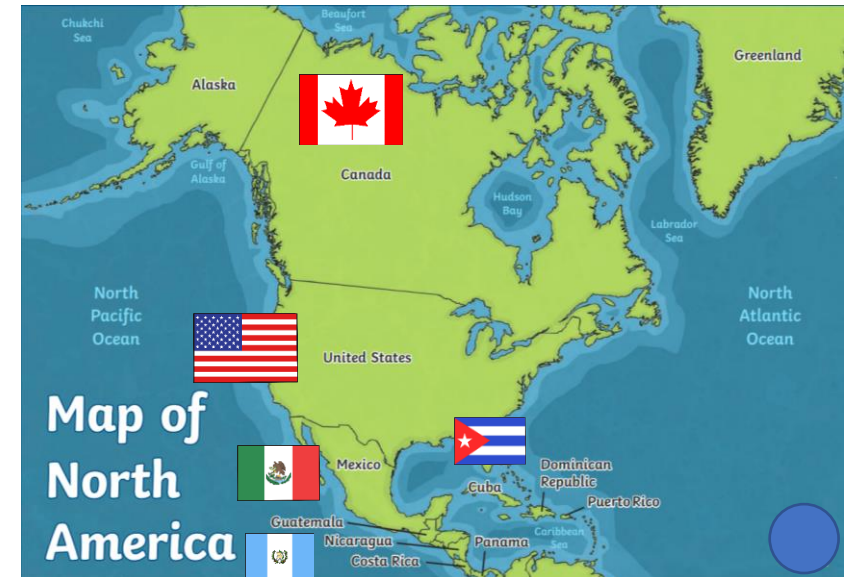 Chukchi
Sea
Beaufort
Sea
Greenland
Alaska
Gulf of
Alaska
Canada
Hudson
Bay
Labrador
Sea
North
Pacific
Ocean
North
Atlantic
Ocean
United States
Map of
North
America
Mexico
Cuba
Dominican
Republic
Puerto Rico
Guatemala
Nicaragua
Costa Rica
Panama
Caribbean
Sea